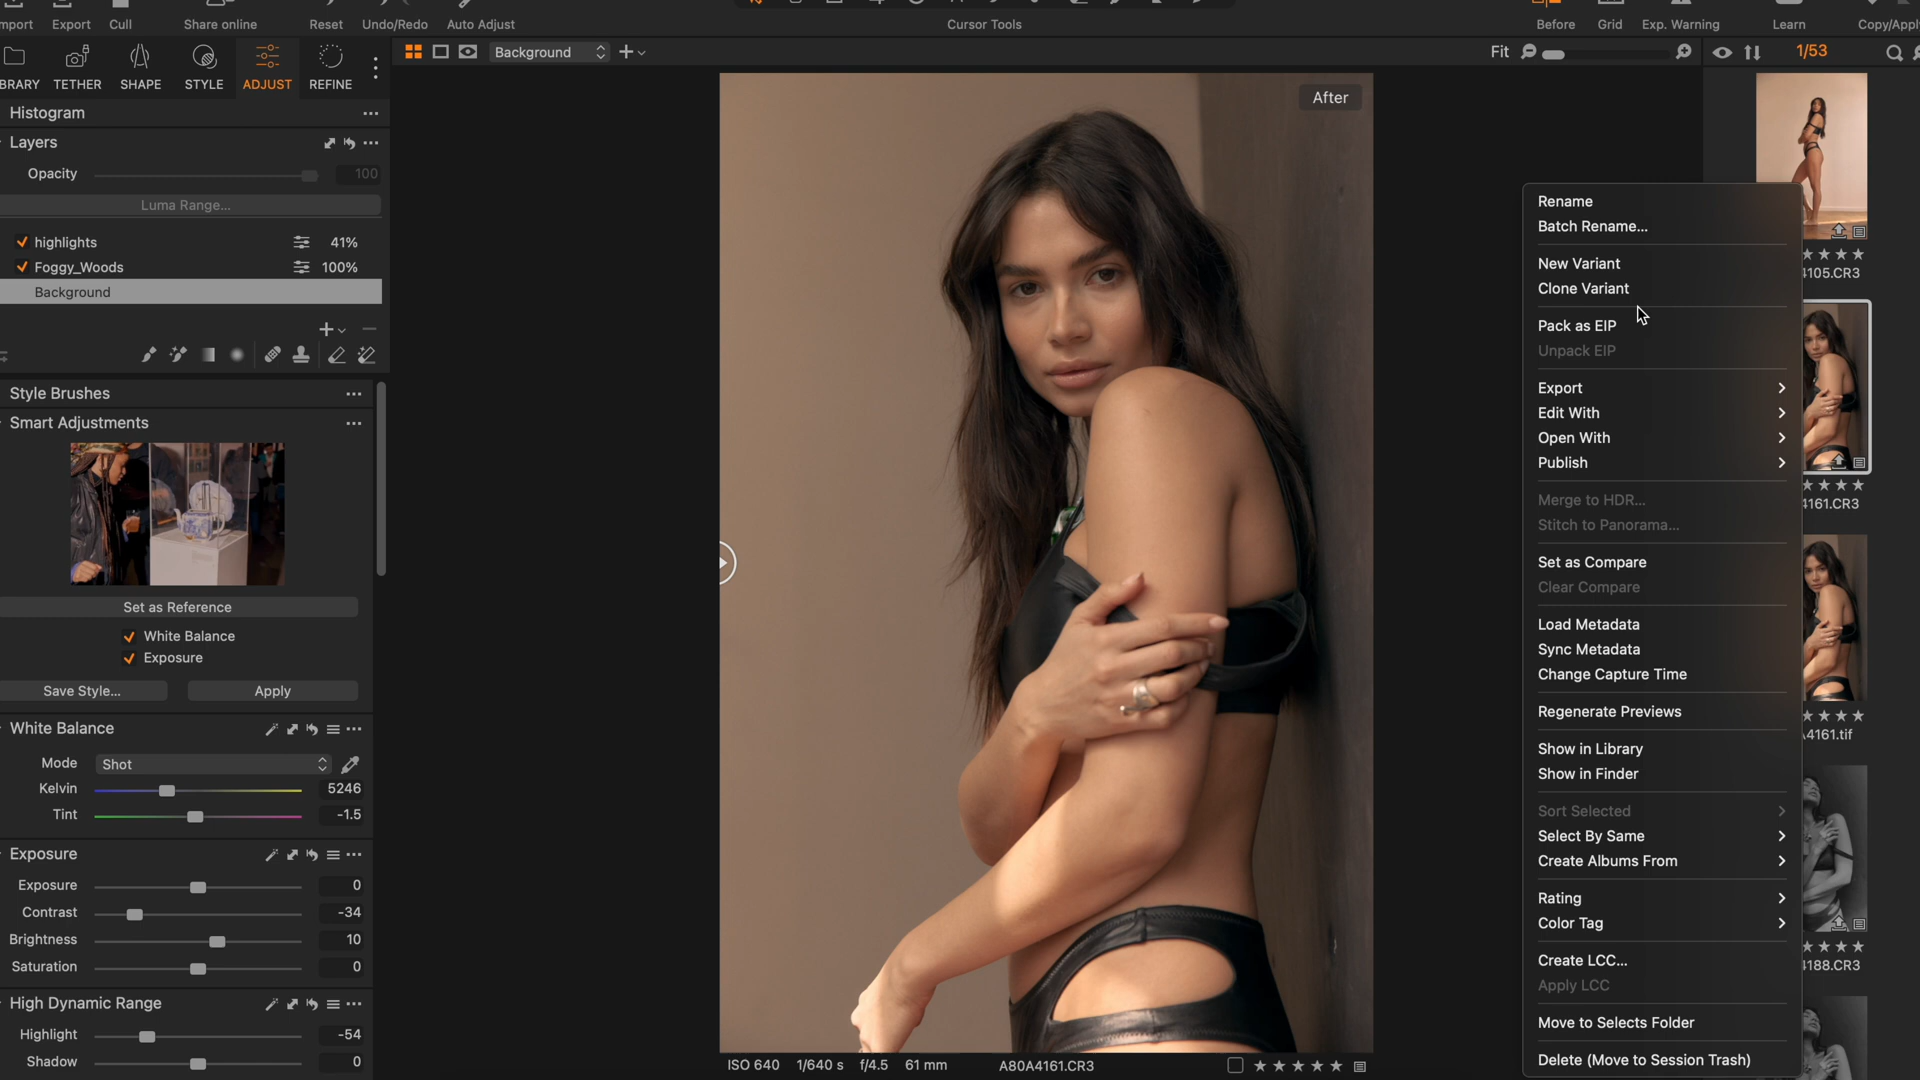 mport
Export
Cull
Share online
Reset
Undo/Redo
Auto Adjust
Cursor Tools
Before
Grid
Exp. Warning
Learn
Copy/Apply
BRARY
TETHER
SHAPE
STYLE
ADJUST
REFINE
Background
Fit
1/53
Histogram
Layers
Opacity
100
Luma Range...
highlights
41%
Foggy_Woods
100%
Background
Style Brushes
Smart Adjustments
Set as Reference
White Balance
Exposure
Save Style...
Apply
White Balance
Mode
Shot
Kelvin
5246
Tint
-1.5
Exposure
Exposure
0
Contrast
-34
Brightness
10
Saturation
0
High Dynamic Range
Highlight
-54
Shadow
0
After
ISO 640 1/640 s f/4.5 61 mm
A80A4161.CR3
Rename
Batch Rename...
New Variant
Clone Variant
Pack as EIP
Unpack EIP
Export
Edit With
Open With
Publish
Merge to HDR...
Stitch to Panorama...
Set as Compare
Clear Compare
Load Metadata
Sync Metadata
Change Capture Time
Regenerate Previews
Show in Library
Show in Finder
Sort Selected
Select By Same
Create Albums From
Rating
Color Tag
Create LCC...
Apply LCC
Move to Selects Folder
Delete (Move to Session Trash)
4105.CR3
4161.CR3
A4161.tif
4188.CR3